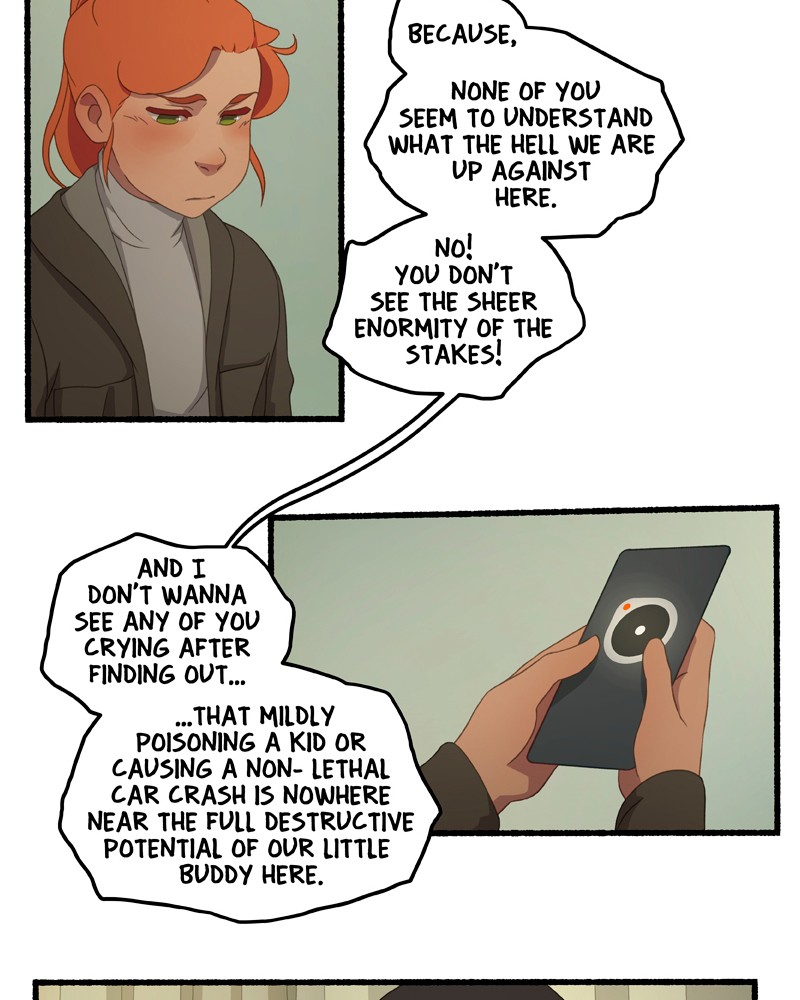 BECAUSE,
NONE OF YOU
SEEM TO UNDERSTAND
WHAT THE HELL WE ARE
UP AGAINST
HERE.
NO!
YOU DON'T
SEE THE SHEER
ENORMITY OF THE
STAKES!
AND I
DON'T WANNA
SEE ANY OF YOU
CRYING AFTER
FINDING OUT...
...THAT MILDLY
POISONING A KID OR
CAUSING A NON- LETHAL
CAR CRASH IS NOWHERE
NEAR THE FULL DESTRUCTIVE
POTENTIAL OF OUR LITTLE
BUDDY HERE.